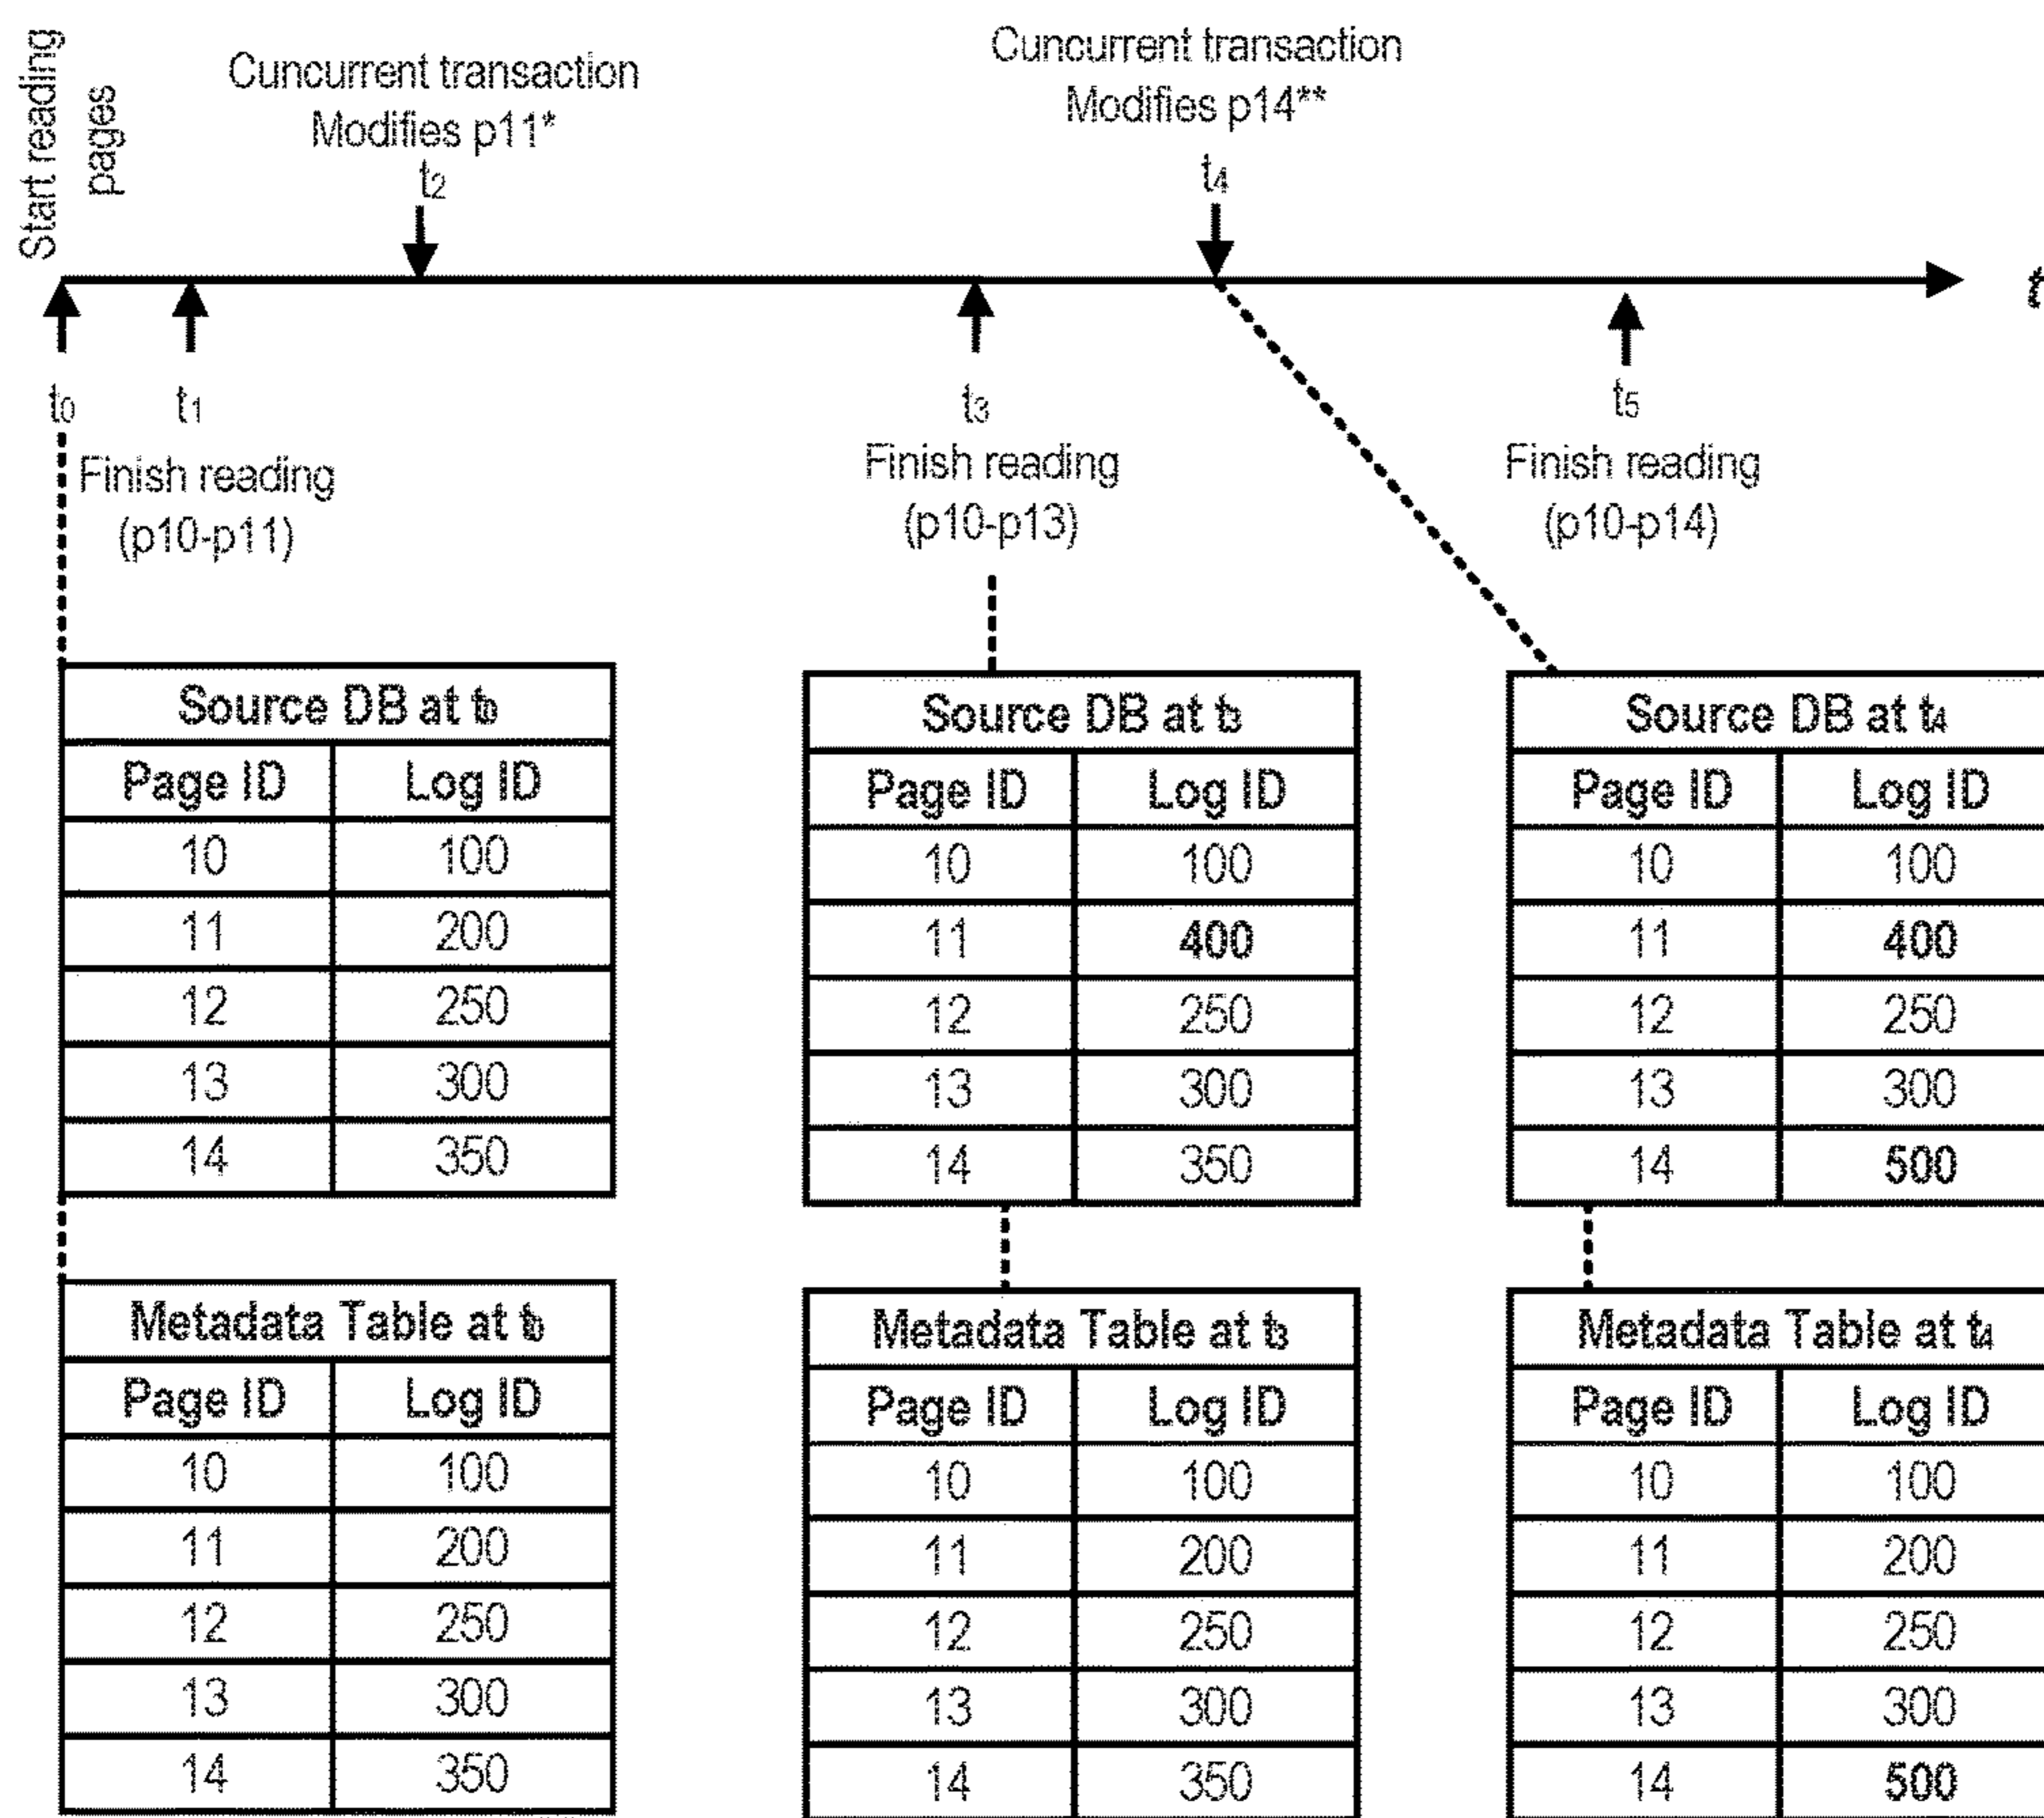 Start reading
pages
Cuncurrent transaction
Modifies p11*
t2
Cuncurrent transaction
Modifies p14**
t4
t
t0
t1
Finish reading
(p10-p11)
t3
Finish reading
(p10-p13)
t5
Finish reading
(p10-p14)
Source DB at t0
Page ID Log ID
10 100
11 200
12 250
13 300
14 350
Source DB at t3
Page ID Log ID
10 100
11 400
12 250
13 300
14 350
Source DB at t4
Page ID Log ID
10 100
11 400
12 250
13 300
14 500
Metadata Table at t0
Page ID Log ID
10 100
11 200
12 250
13 300
14 350
Metadata Table at t3
Page ID Log ID
10 100
11 200
12 250
13 300
14 350
Metadata Table at t4
Page ID Log ID
10 100
11 200
12 250
13 300
14 500